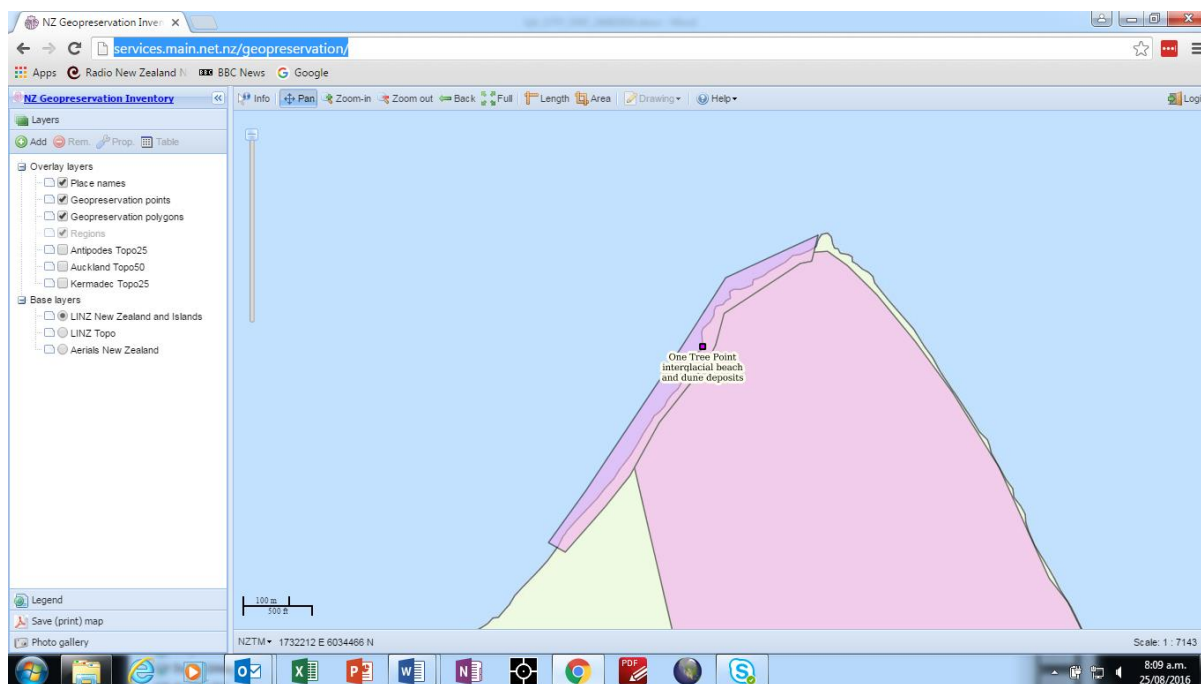 NZ Geopreservation Inver
services.main.net.nz/geopreservation/
Apps Radio New Zealand N BBC News Google
NZ Geopreservation Inventory
Info Pan Zoom-in Zoom out Back Full Length Area Drawing Help Logi
Layers
Add Rem. Prop. Table
Overlay layers
Place names
Geopreservation points
Geopreservation polygons
Regions
Antipodes Topo25
Auckland Topo50
Kermadec Topo25
Base layers
LINZ New Zealand and Islands
LINZ Topo
Aerials New Zealand
One Tree Point
interglacial beach
and dune deposits
Legend
Save (print) map
Photo gallery
100 m
500 ft
NZTM 1732212 E 6034466 N
Scale: 1 : 7143
PDF
8:09 a.m.
25/08/2016